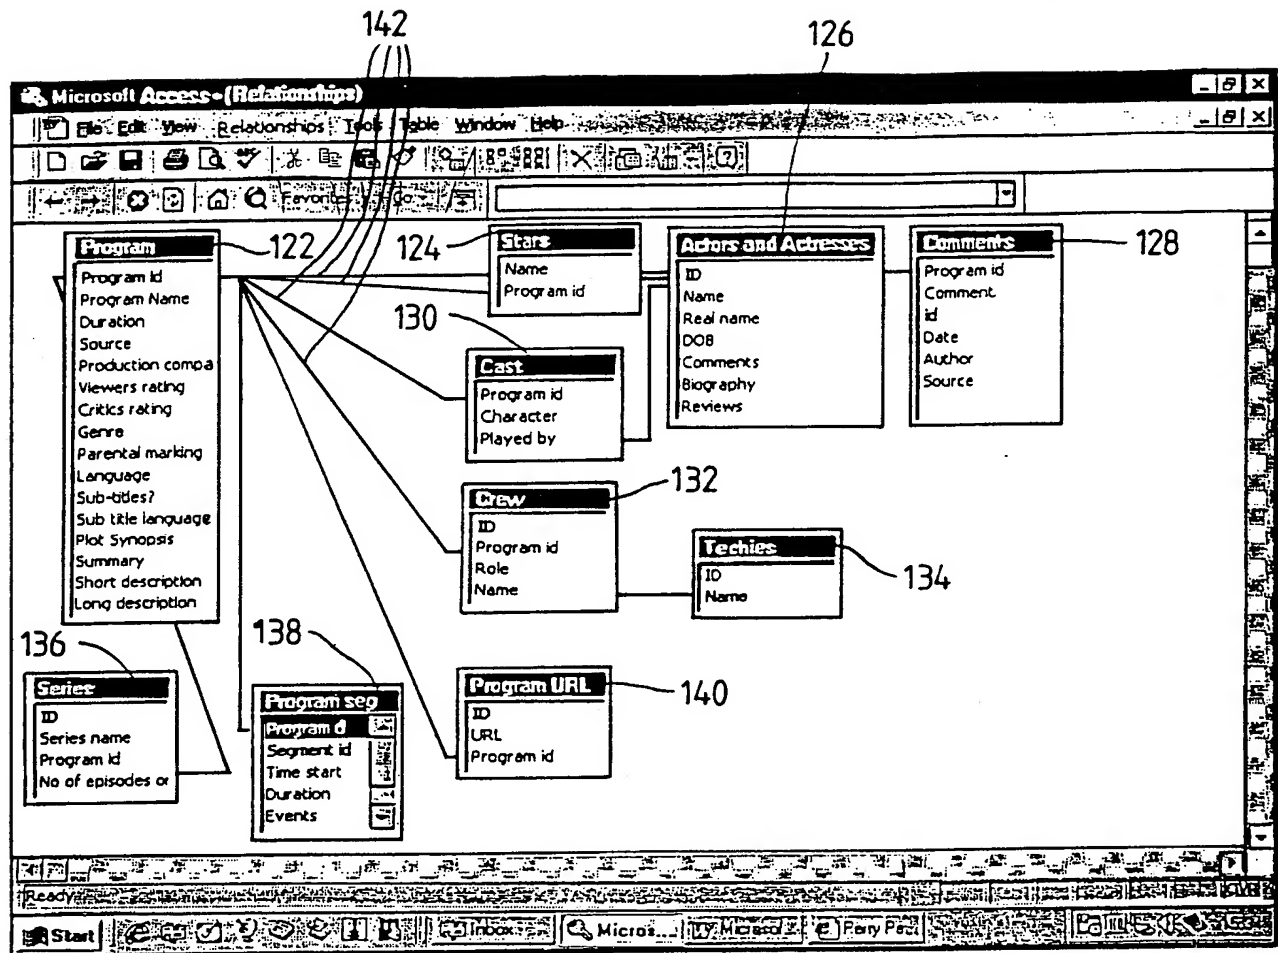 142
126
Microsoft Access - (Relationships)
File Edit View Relationships Tools Table Window Help
Favorites Go
Program
122
Program id
Program Name
Duration
Source
Production compa
Viewers rating
Critics rating
Genre
Parental marking
Language
Sub-titles?
Sub title language
Plot Synopsis
Summary
Short description
Long description
124
Stars
Name
Program id
Actors and Actresses
ID
Name
Real name
DOB
Comments
Biography
Reviews
Comments
128
Program id
Comment
id
Date
Author
Source
130
Cast
Program id
Character
Played by
132
Crew
ID
Program id
Role
Name
Techies
134
ID
Name
136
Series
ID
Series name
Program id
No of episodes or
138
Program seg
Program d
Segment id
Time start
Duration
Events
Program URL
140
ID
URL
Program id
Ready
Start Inbox Micros... Microsof Perry Paul